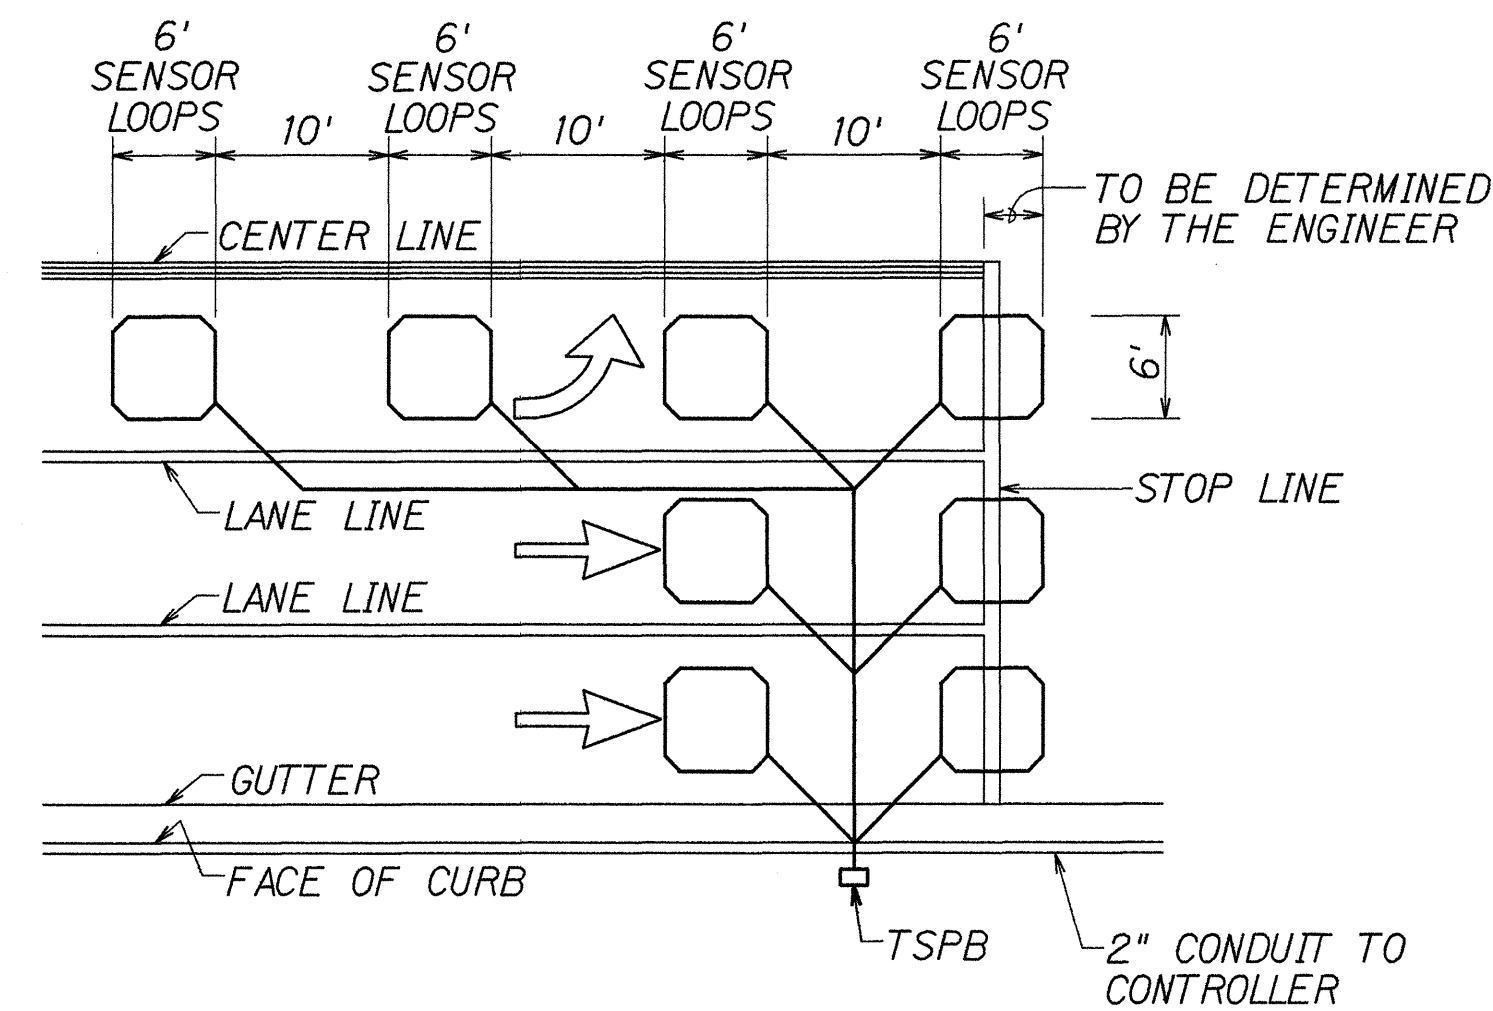 6'
SENSOR
LOOPS
10'
6'
SENSOR
LOOPS
10'
6'
SENSOR
LOOPS
10'
6'
SENSOR
LOOPS
TO BE DETERMINED
BY THE ENGINEER
CENTER LINE
6'
STOP LINE
LANE LINE
LANE LINE
GUTTER
FACE OF CURB
TSPB
2" CONDUIT TO
CONTROLLER